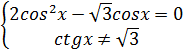 2cos²x − √3cosx = 0
ctgx ≠ √3